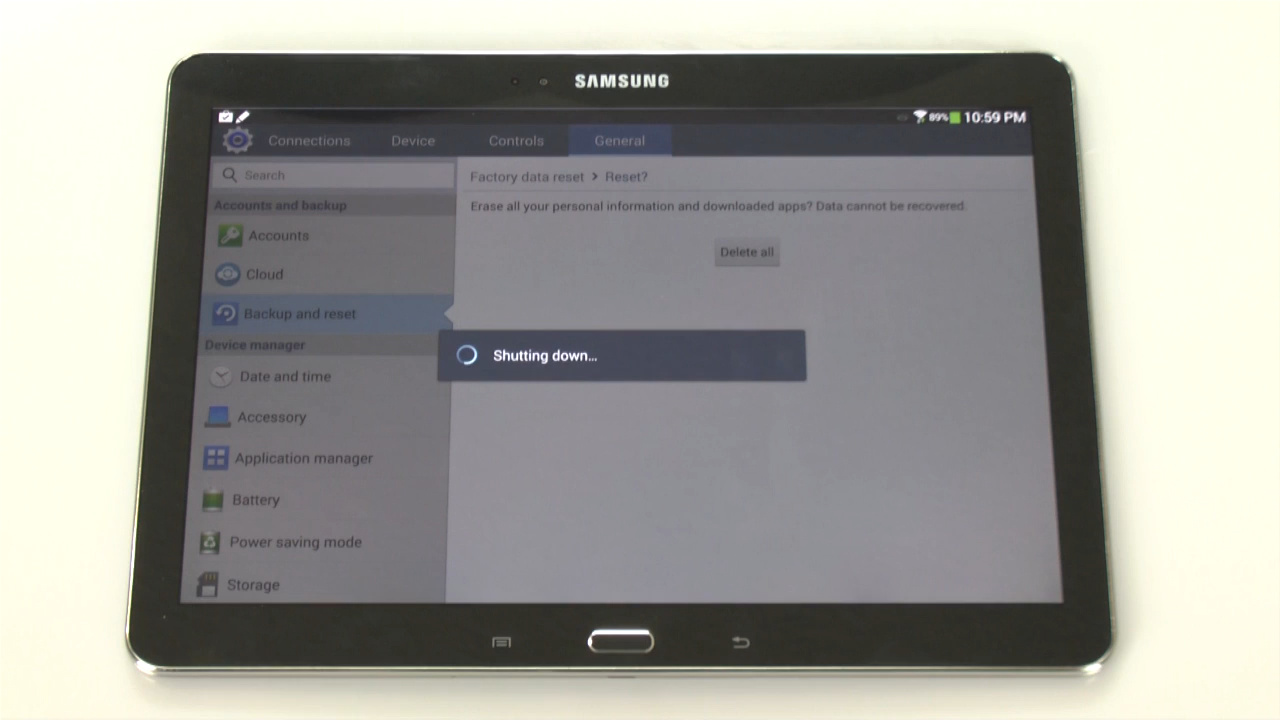 SAMSUNG
89% 10:59 PM
Connections Device Controls General
Search
Accounts and backup
Accounts
Cloud
Backup and reset
Device manager
Date and time
Accessory
Application manager
Battery
Power saving mode
Storage
Factory data reset > Reset?
Erase all your personal information and downloaded apps? Data cannot be recovered.
Delete all
Shutting down...